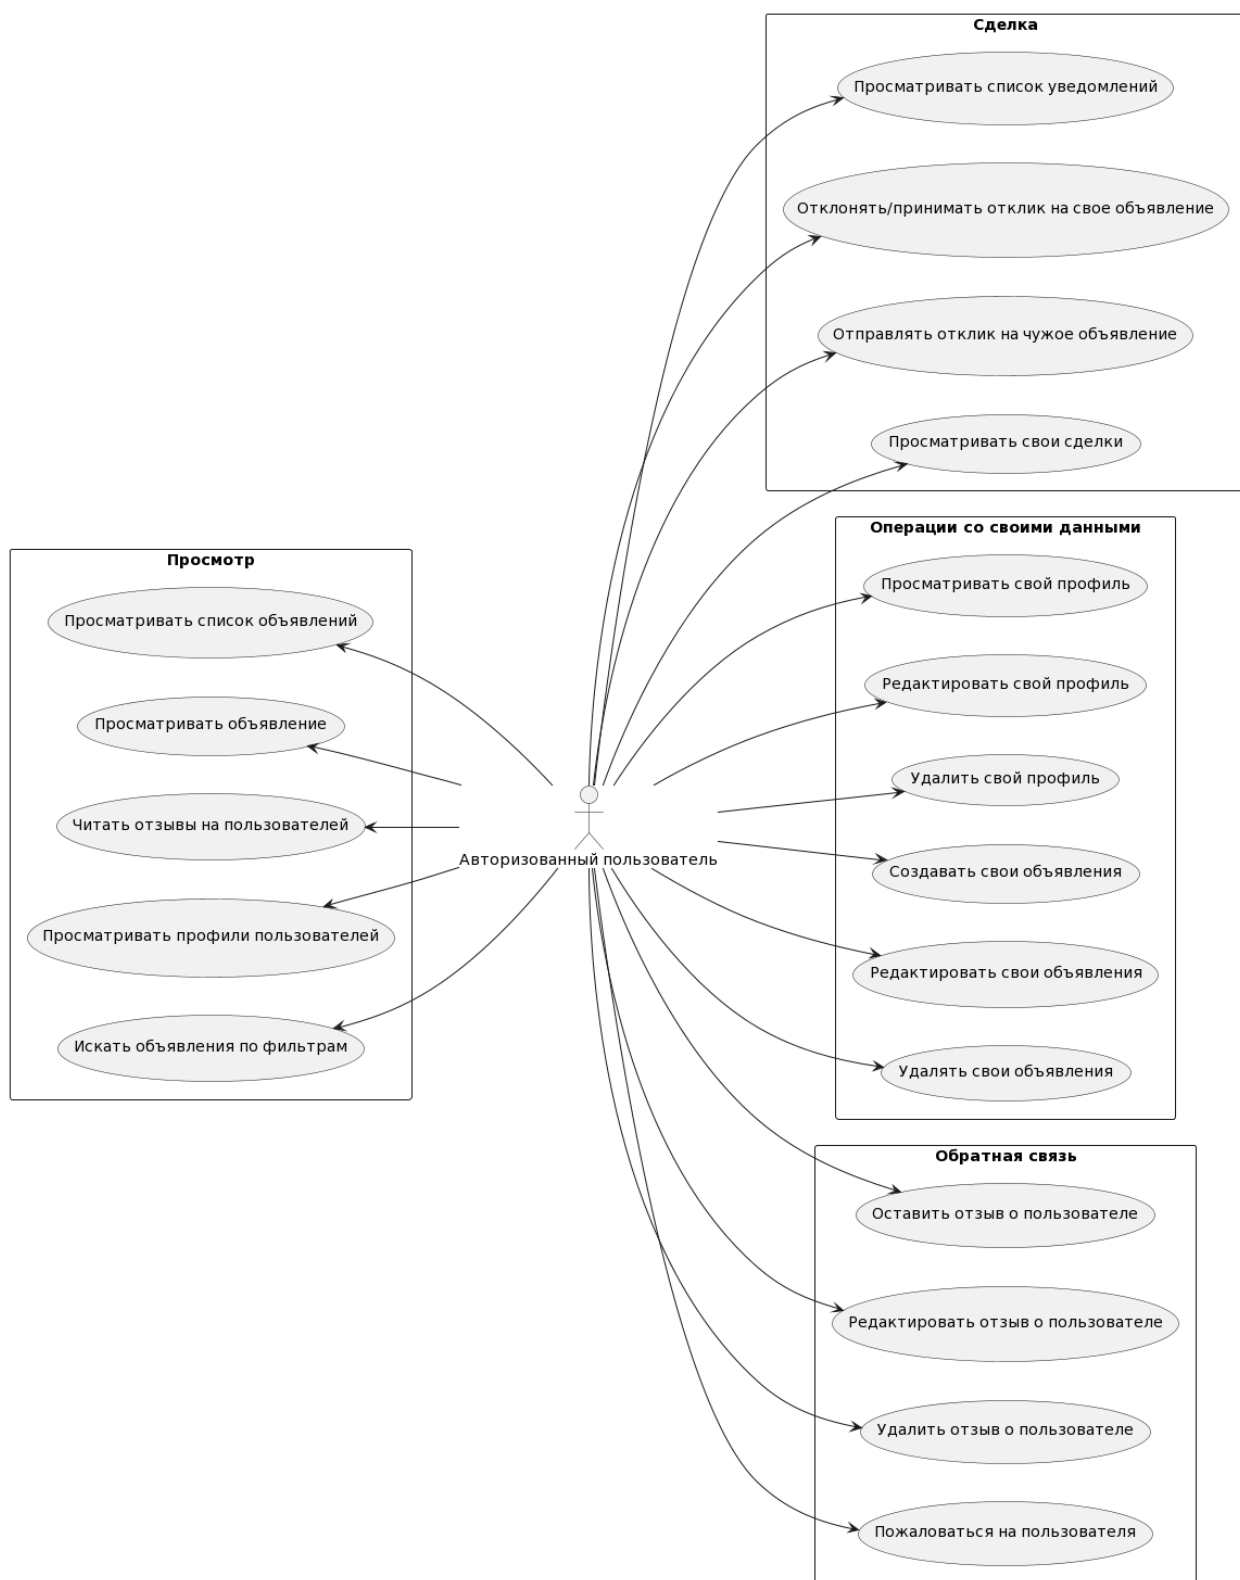 Сделка
Просматривать список уведомлений
Отклонять/принимать отклик на свое объявление
Отправлять отклик на чужое объявление
Просматривать свои сделки
Просмотр
Просматривать список объявлений
Просматривать объявление
Читать отзывы на пользователей
Просматривать профили пользователей
Искать объявления по фильтрам
Авторизованный пользователь
Операции со своими данными
Просматривать свой профиль
Редактировать свой профиль
Удалить свой профиль
Создавать свои объявления
Редактировать свои объявления
Удалять свои объявления
Обратная связь
Оставить отзыв о пользователе
Редактировать отзыв о пользователе
Удалить отзыв о пользователе
Пожаловаться на пользователя